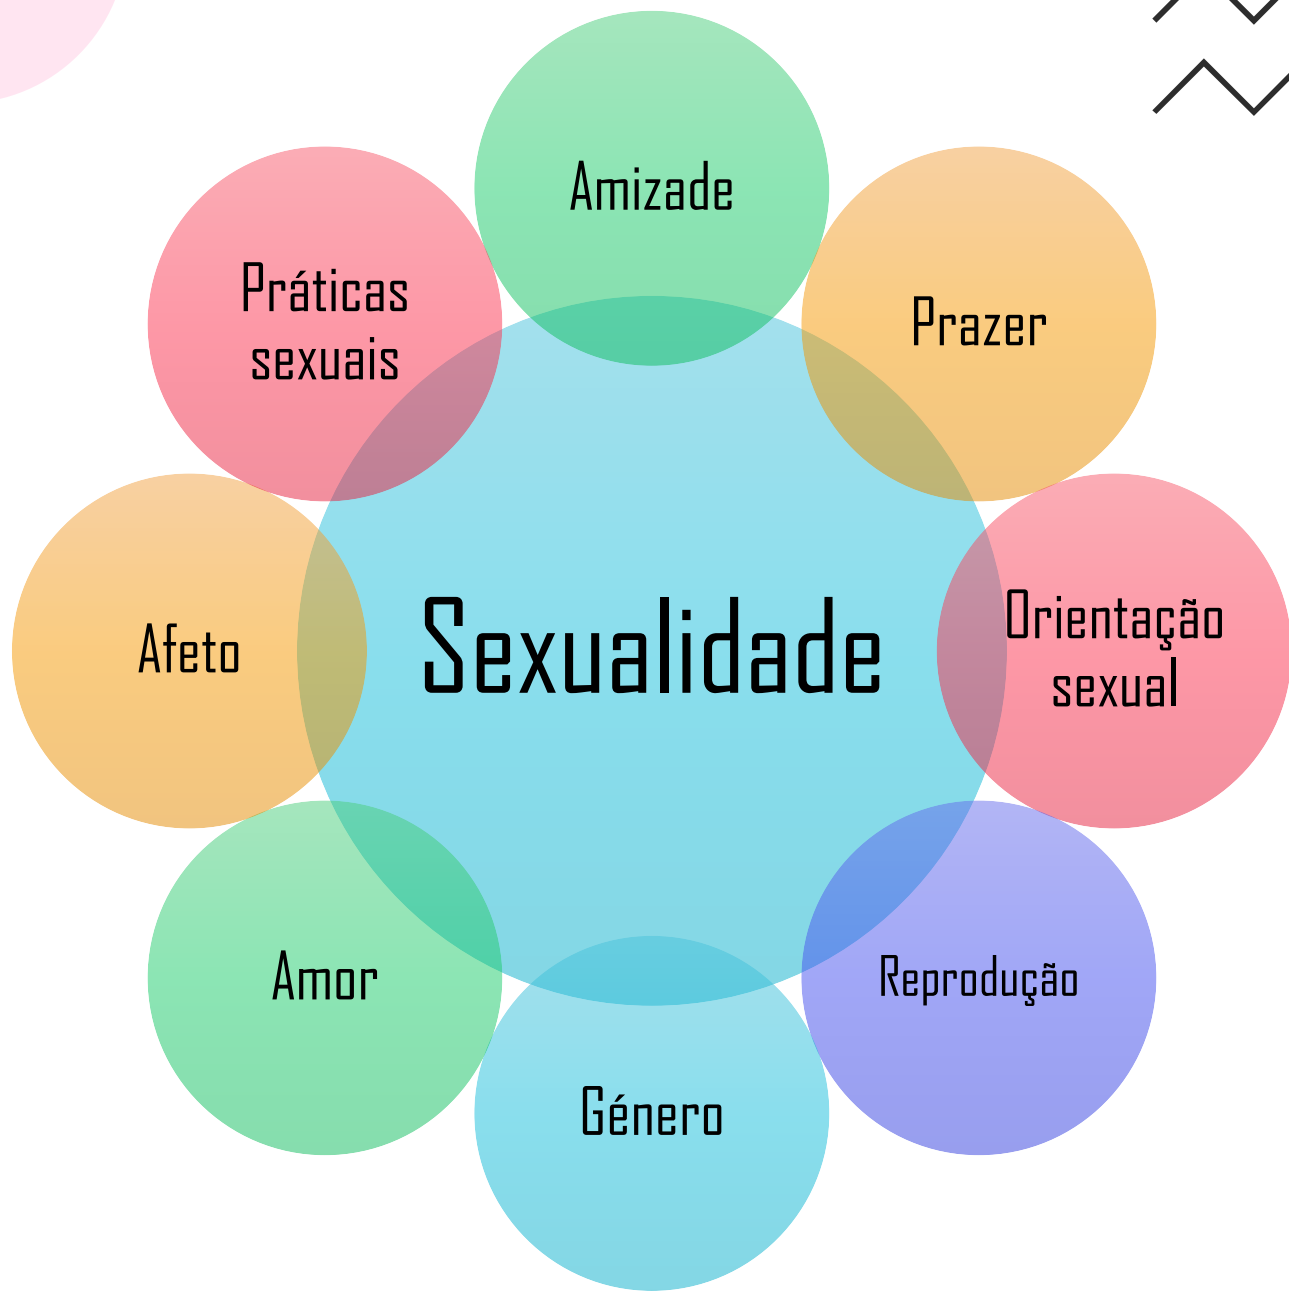 Amizade
Prazer
Práticas
sexuais
Orientação
sexual
Sexualidade
Afeto
Reprodução
Amor
Género